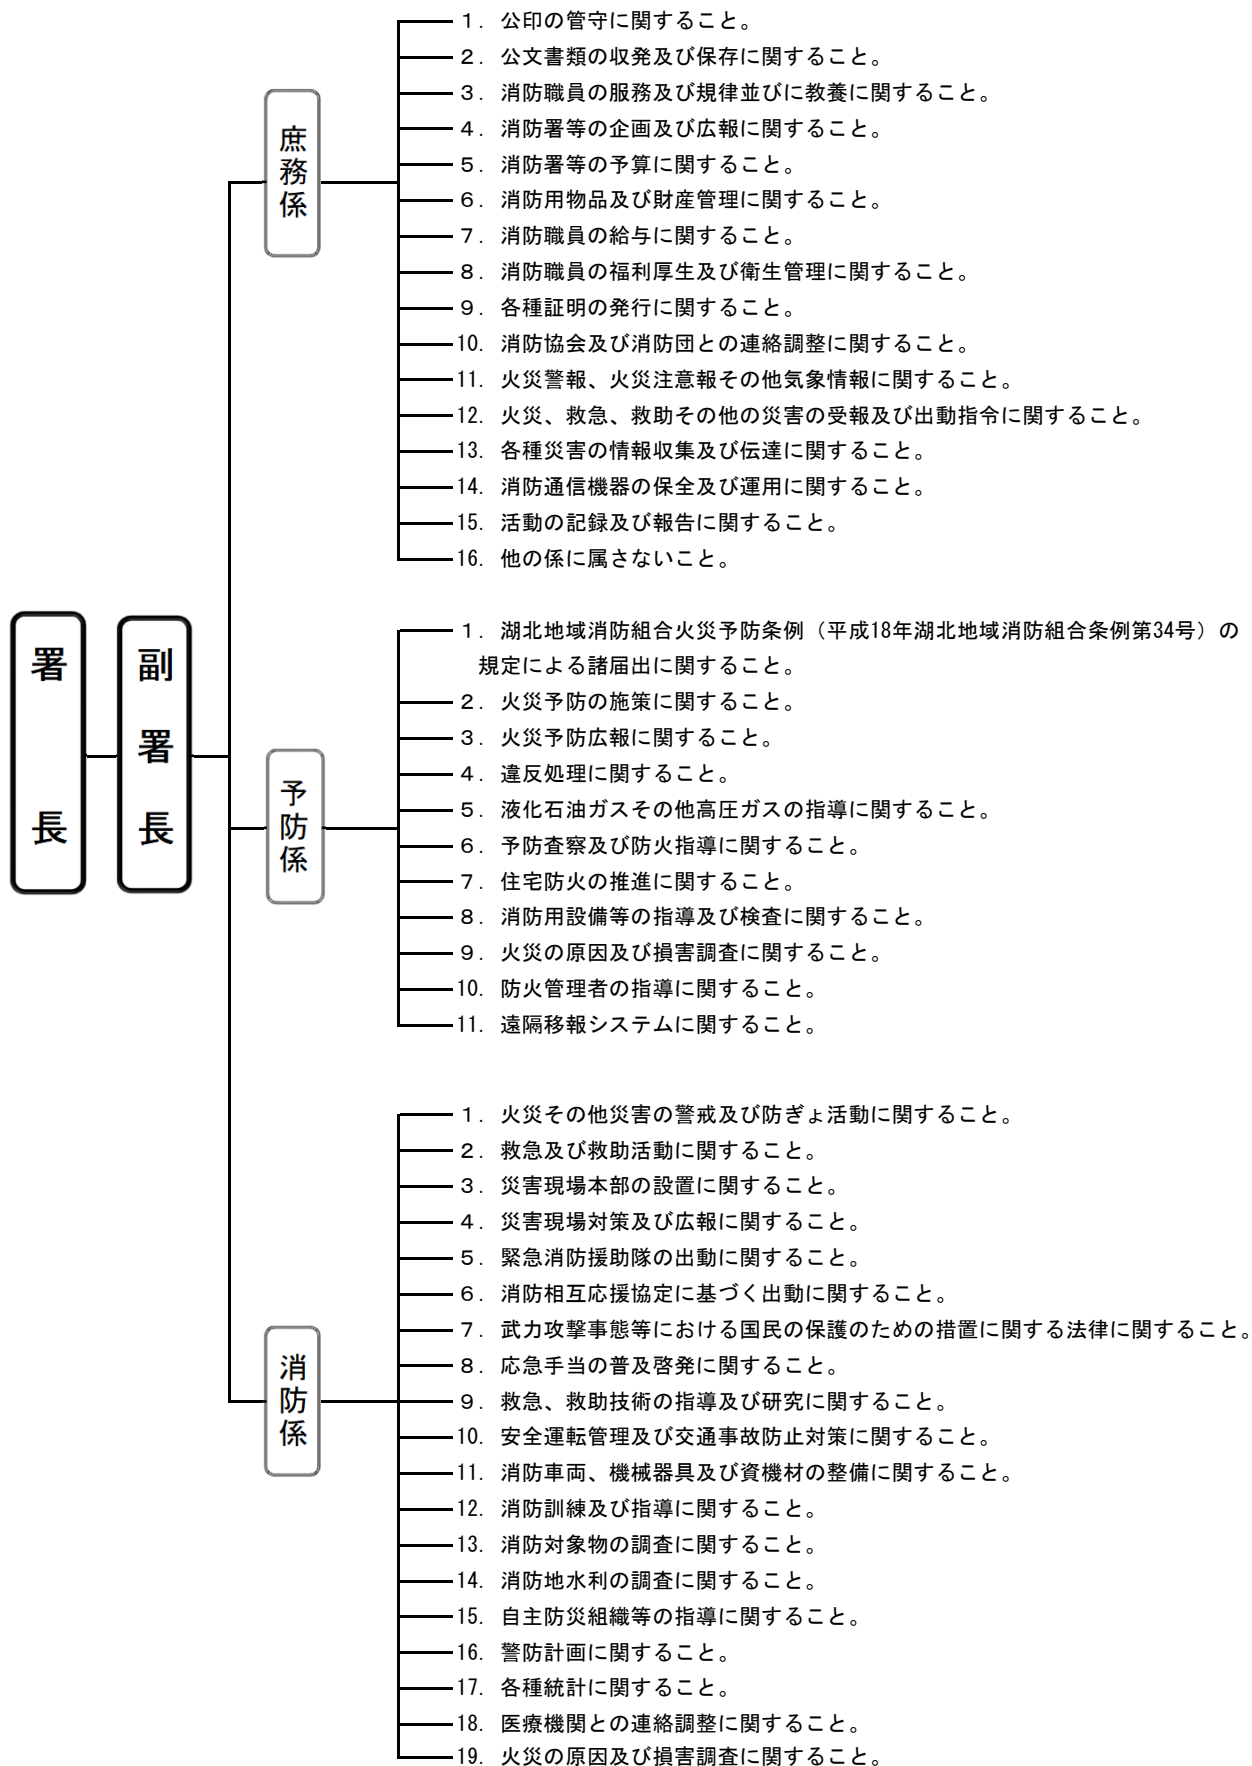 署長
副署長
庶務係
1. 公印の管守に関すること。
2. 公文書類の収発及び保存に関すること。
3. 消防職員の服務及び規律並びに教養に関すること。
4. 消防署等の企画及び広報に関すること。
5. 消防署等の予算に関すること。
6. 消防用物品及び財産管理に関すること。
7. 消防職員の給与に関すること。
8. 消防職員の福利厚生及び衛生管理に関すること。
9. 各種証明の発行に関すること。
10. 消防協会及び消防団との連絡調整に関すること。
11. 火災警報、火災注意報その他気象情報に関すること。
12. 火災、救急、救助その他の災害の受報及び出動指令に関すること。
13. 各種災害の情報収集及び伝達に関すること。
14. 消防通信機器の保全及び運用に関すること。
15. 活動の記録及び報告に関すること。
16. 他の係に属さないこと。
予防係
1. 湖北地域消防組合火災予防条例（平成18年湖北地域消防組合条例第34号）の
規定による諸届出に関すること。
2. 火災予防の施策に関すること。
3. 火災予防広報に関すること。
4. 違反処理に関すること。
5. 液化石油ガスその他高圧ガスの指導に関すること。
6. 予防査察及び防火指導に関すること。
7. 住宅防火の推進に関すること。
8. 消防用設備等の指導及び検査に関すること。
9. 火災の原因及び損害調査に関すること。
10. 防火管理者の指導に関すること。
11. 遠隔移報システムに関すること。
消防係
1. 火災その他災害の警戒及び防ぎょ活動に関すること。
2. 救急及び救助活動に関すること。
3. 災害現場本部の設置に関すること。
4. 災害現場対策及び広報に関すること。
5. 緊急消防援助隊の出動に関すること。
6. 消防相互応援協定に基づく出動に関すること。
7. 武力攻撃事態等における国民の保護のための措置に関する法律に関すること。
8. 応急手当の普及啓発に関すること。
9. 救急、救助技術の指導及び研究に関すること。
10. 安全運転管理及び交通事故防止対策に関すること。
11. 消防車両、機械器具及び資機材の整備に関すること。
12. 消防訓練及び指導に関すること。
13. 消防対象物の調査に関すること。
14. 消防地水利の調査に関すること。
15. 自主防災組織等の指導に関すること。
16. 警防計画に関すること。
17. 各種統計に関すること。
18. 医療機関との連絡調整に関すること。
19. 火災の原因及び損害調査に関すること。